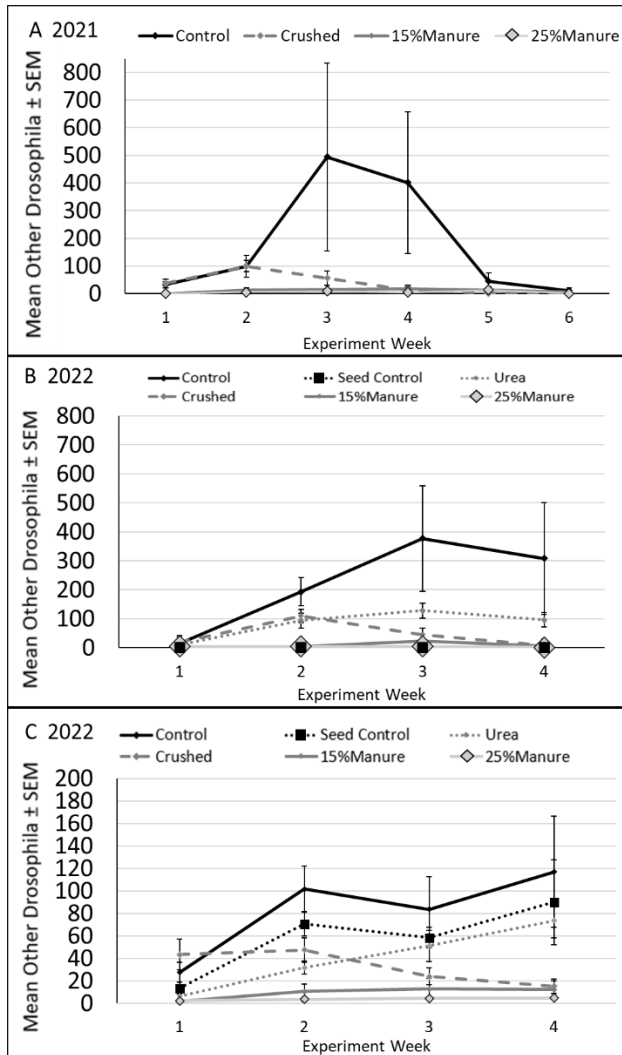 A 2021
Control Crushed 15%Manure 25%Manure
Mean Other Drosophila ± SEM
800
700
600
500
400
300
200
100
0
1 2 3 4 5 6
Experiment Week
B 2022
Control Seed Control Urea
Crushed 15%Manure 25%Manure
Mean Other Drosophila ± SEM
800
700
600
500
400
300
200
100
0
1 2 3 4
Experiment Week
C 2022
Control Seed Control Urea
Crushed 15%Manure 25%Manure
Mean Other Drosophila ± SEM
200
180
160
140
120
100
80
60
40
20
0
1 2 3 4
Experiment Week